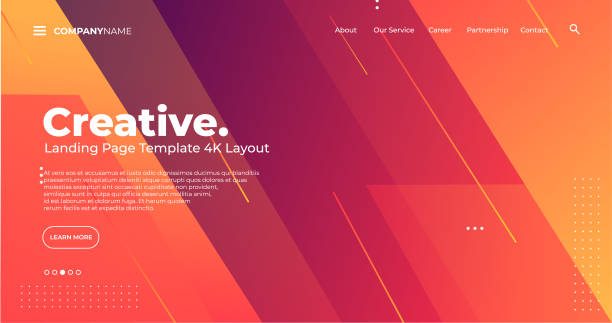 COMPANYNAME
About Our Service Career Partnership Contact
Creative.
Landing Page Template 4K Layout
At vero eos et accusamus et iusto odio dignissimos ducimus qui blanditiis
praesentium voluptatum deleniti atque corrupti quos dolores et quas
molestias excepturi sint occaecati cupiditate non provident,
similique sunt in culpa qui officia deserunt mollitia animi,
id est laborum et dolorum fuga. Et harum quidem
rerum facilis est et expedita distinctio.
LEARN MORE